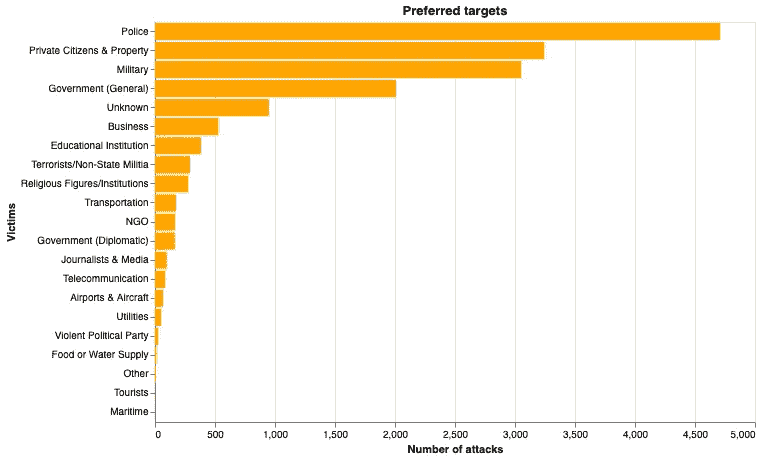 Preferred targets
Police
Private Citizens & Property
Military
Government (General)
Unknown
Business
Educational Institution
Terrorists/Non-State Militia
Religious Figures/Institutions
Transportation
NGO
Government (Diplomatic)
Journalists & Media
Telecommunication
Airports & Aircraft
Utilities
Violent Political Party
Food or Water Supply
Other
Tourists
Maritime
Victims
0 500 1,000 1,500 2,000 2,500 3,000 3,500 4,000 4,500 5,000
Number of attacks